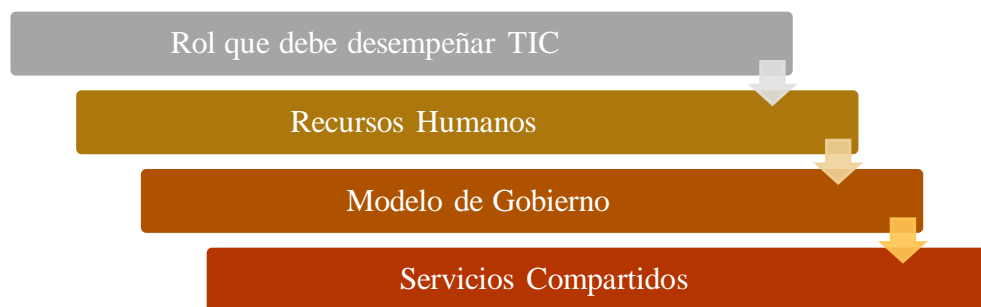 Rol que debe desempeñar TIC
Recursos Humanos
Modelo de Gobierno
Servicios Compartidos